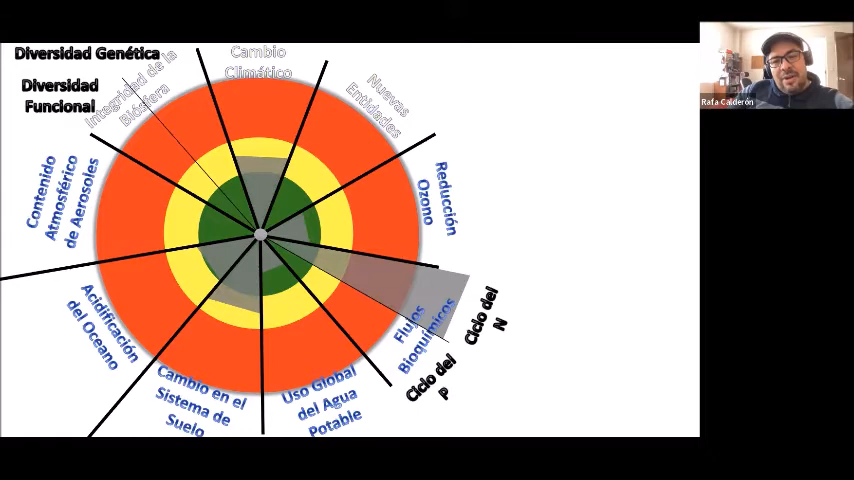 Diversidad Genética
Diversidad
Funcional
Integridad de la
Biósfera
Cambio
Climático
Nuevas
Entidades
Reducción
Ozono
Ciclo del
N
Flujos
Bioquímicos
Ciclo del
P
Uso Global
del Agua
Potable
Cambio en el
Sistema de
Suelo
Acidificación
del Oceano
Contenido
Atmosférico
de Aerosoles
Rafa Calderón